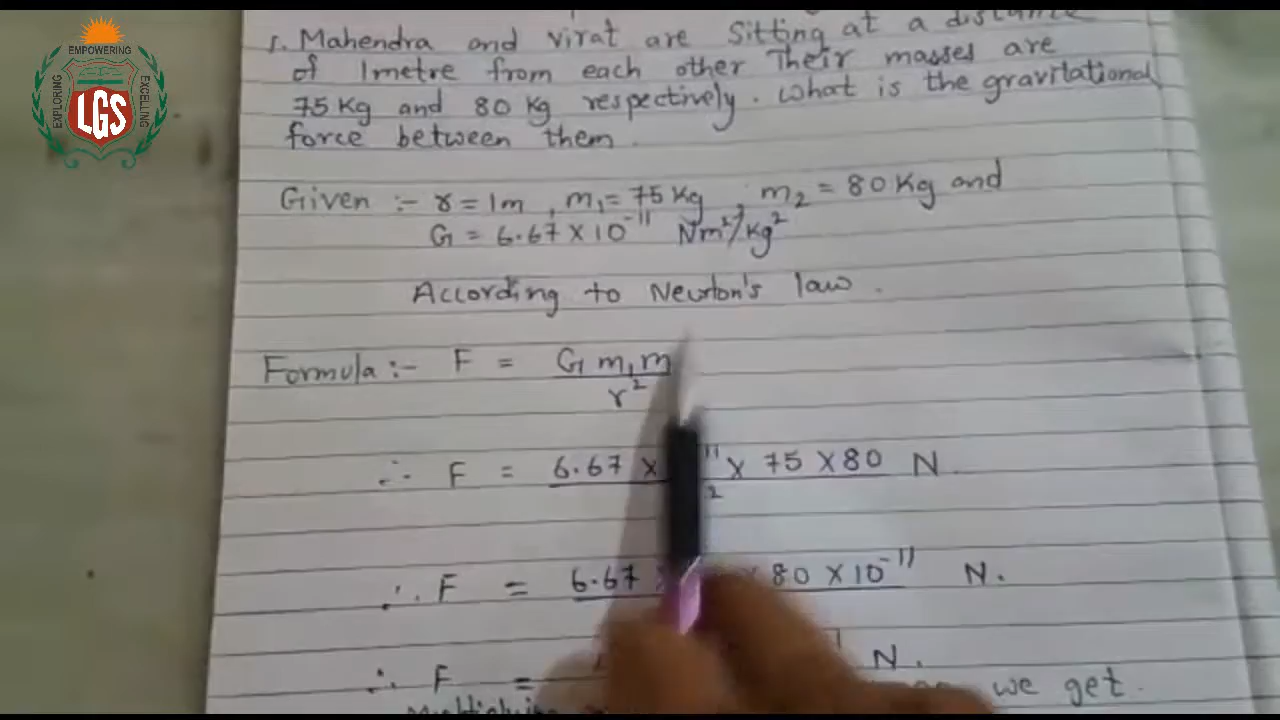 EMPOWERING
EXPLORING
EXCELLING
LGS
1. Mahendra and Virat are Sitting at a distance
of 1metre from each other Their masses are
75 Kg and 80 Kg respectively. What is the gravitational
force between them.
Given :- r = 1m , m₁ = 75 Kg , m₂ = 80 Kg and
G = 6.67 X 10⁻¹¹ Nm²/Kg²
According to Newton's law.
Formula :- F = G m₁ m / r²
∴ F = 6.67 X ¹¹ X 75 X 80 N
²
∴ F = 6.67 80 X 10⁻¹¹ N.
∴ F = N.
Multiplying we get.